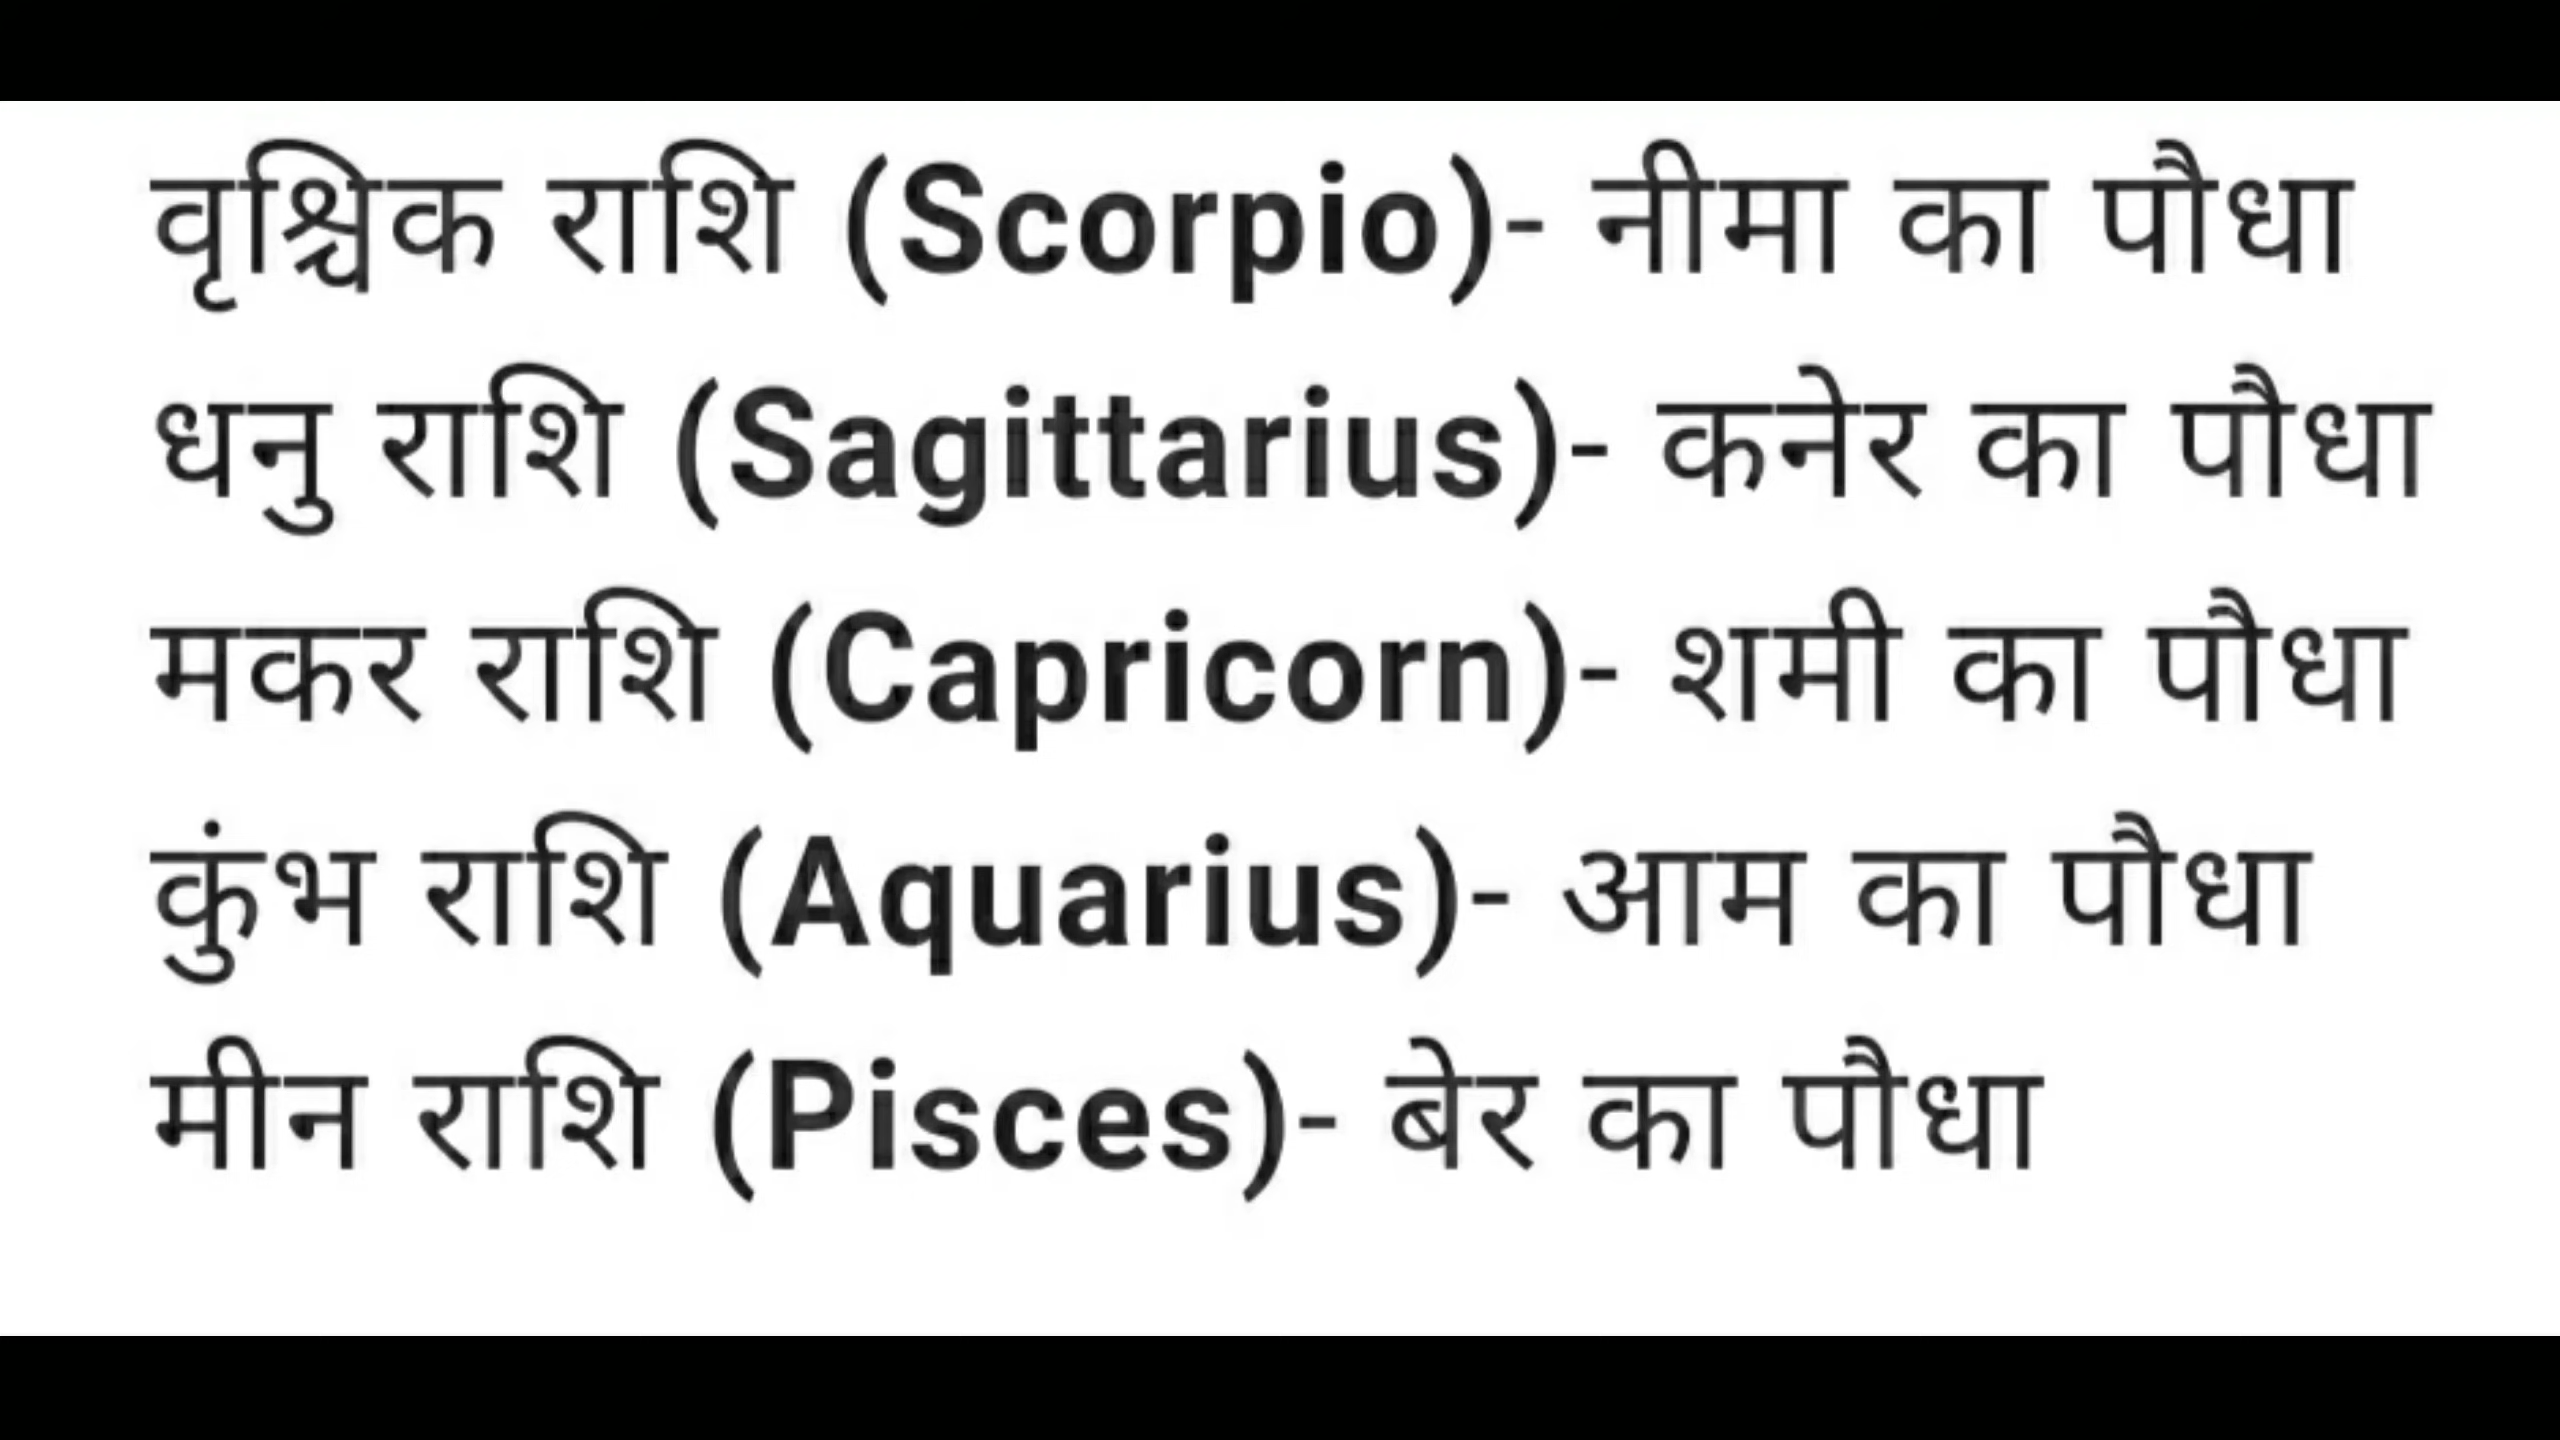 वृश्चिक राशि (Scorpio)- नीमा का पौधा
धनु राशि (Sagittarius)- कनेर का पौधा
मकर राशि (Capricorn)- शमी का पौधा
कुंभ राशि (Aquarius)- आम का पौधा
मीन राशि (Pisces)- बेर का पौधा